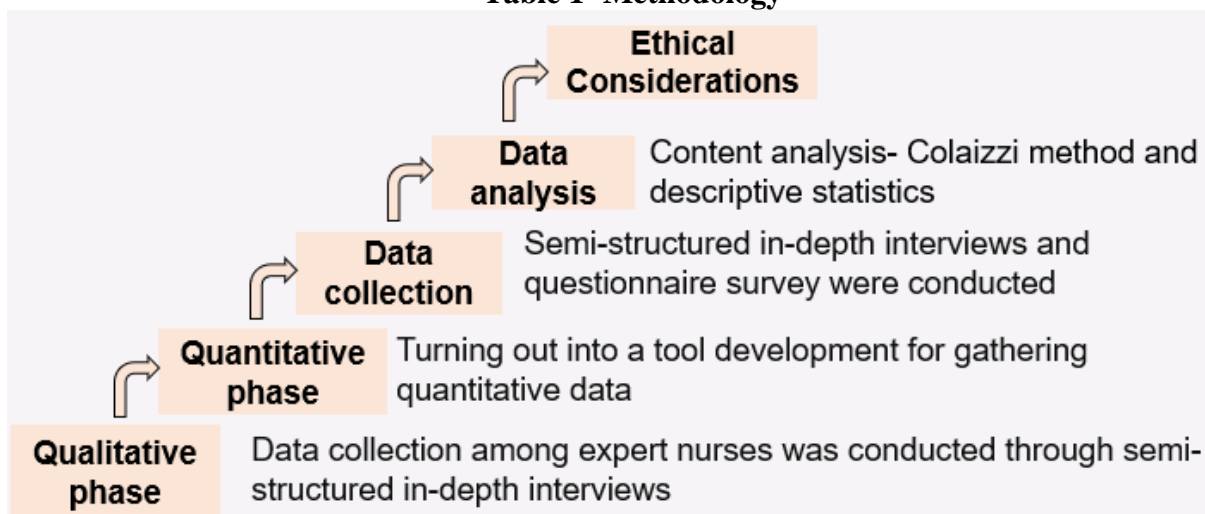 Table 1 Methodology
Ethical
Considerations
Data
analysis
Content analysis- Colaizzi method and
descriptive statistics
Data
collection
Semi-structured in-depth interviews and
questionnaire survey were conducted
Quantitative
phase
Turning out into a tool development for gathering
quantitative data
Qualitative
phase
Data collection among expert nurses was conducted through semi-
structured in-depth interviews